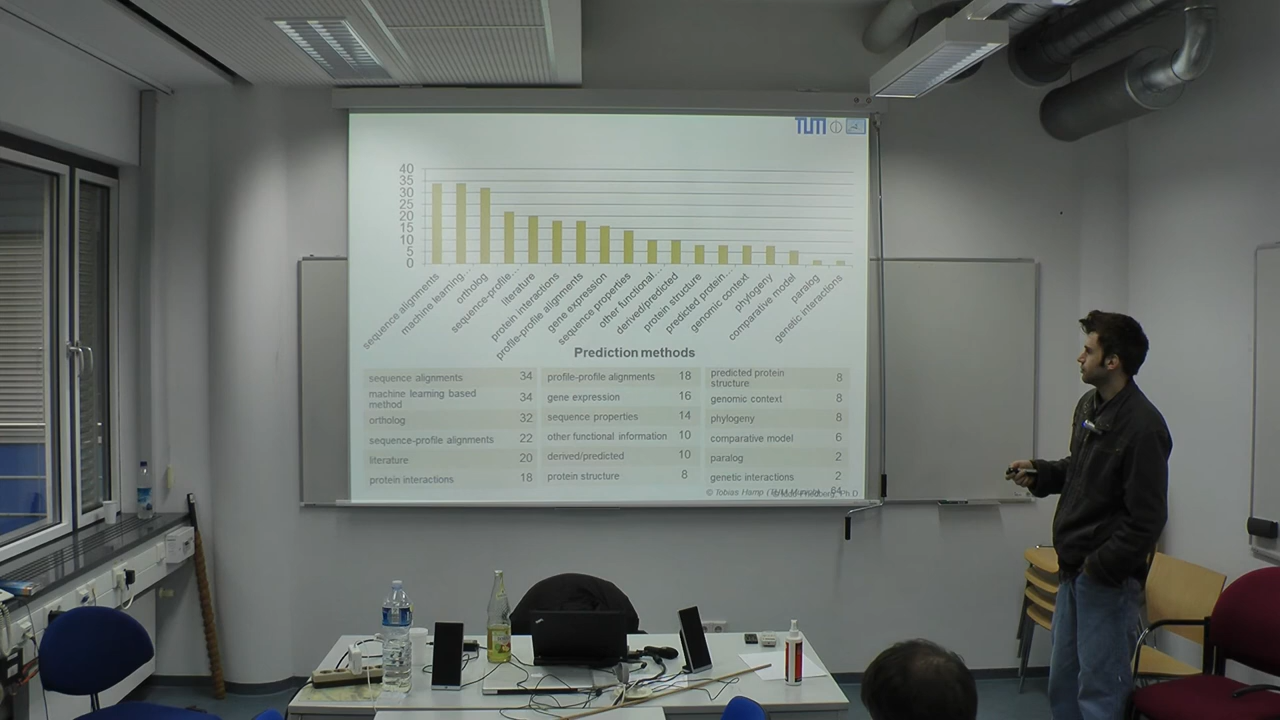 TUM
40
35
30
25
20
15
10
5
0
sequence alignments
machine learning...
ortholog
sequence-profile...
literature
protein interactions
profile-profile alignments
gene expression
sequence properties
other functional...
derived/predicted
protein structure
predicted protein...
genomic context
phylogeny
comparative model
paralog
genetic interactions
Prediction methods
sequence alignments 34
machine learning based
method 34
ortholog 32
sequence-profile alignments 22
literature 20
protein interactions 18
profile-profile alignments 18
gene expression 16
sequence properties 14
other functional information 10
derived/predicted 10
protein structure 8
predicted protein
structure 8
genomic context 8
phylogeny 8
comparative model 6
paralog 2
genetic interactions 2
© Tobias Hamp (TUM Munich)